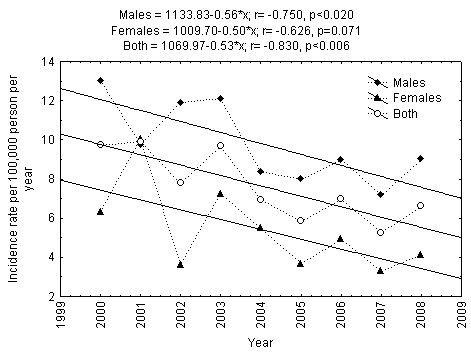 Males = 1133.83-0.56*x; r= -0.750, p<0.020
Females = 1009.70-0.50*x; r= -0.626, p=0.071
Both = 1069.97-0.53*x; r= -0.830, p<0.006
14
12
10
8
6
4
2
Incidence rate per 100,000 person per
year
Males
Females
Both
1999
2000
2001
2002
2003
2004
2005
2006
2007
2008
2009
Year